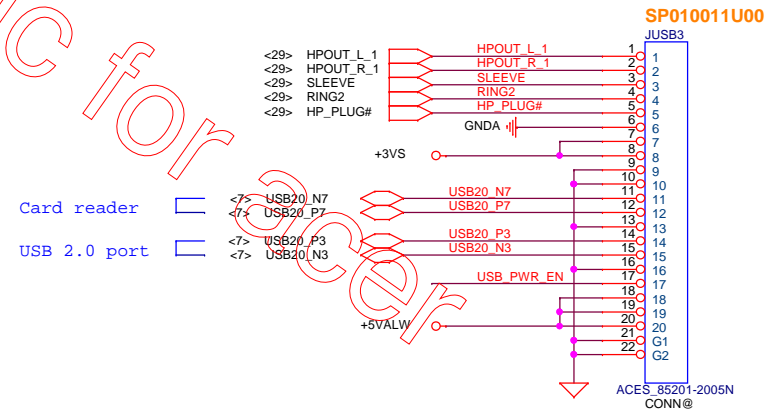 SP010011U00
JUSB3
<29> HPOUT_L_1 HPOUT_L_1 1 1
<29> HPOUT_R_1 HPOUT_R_1 2 2
<29> SLEEVE SLEEVE 3 3
<29> RING2 RING2 4 4
<29> HP_PLUG# HP_PLUG# 5 5
GNDA 6 6
7 7
+3VS 8 8
9 9
10 10
<7> USB20_N7 USB20_N7 11 11
Card reader <7> USB20_P7 USB20_P7 12 12
13 13
<7> USB20_P3 USB20_P3 14 14
USB 2.0 port <7> USB20_N3 USB20_N3 15 15
16 16
USB_PWR_EN 17 17
18 18
19 19
+5VALW 20 20
21 G1
22 G2
ACES_85201-2005N
CONN@
for acer